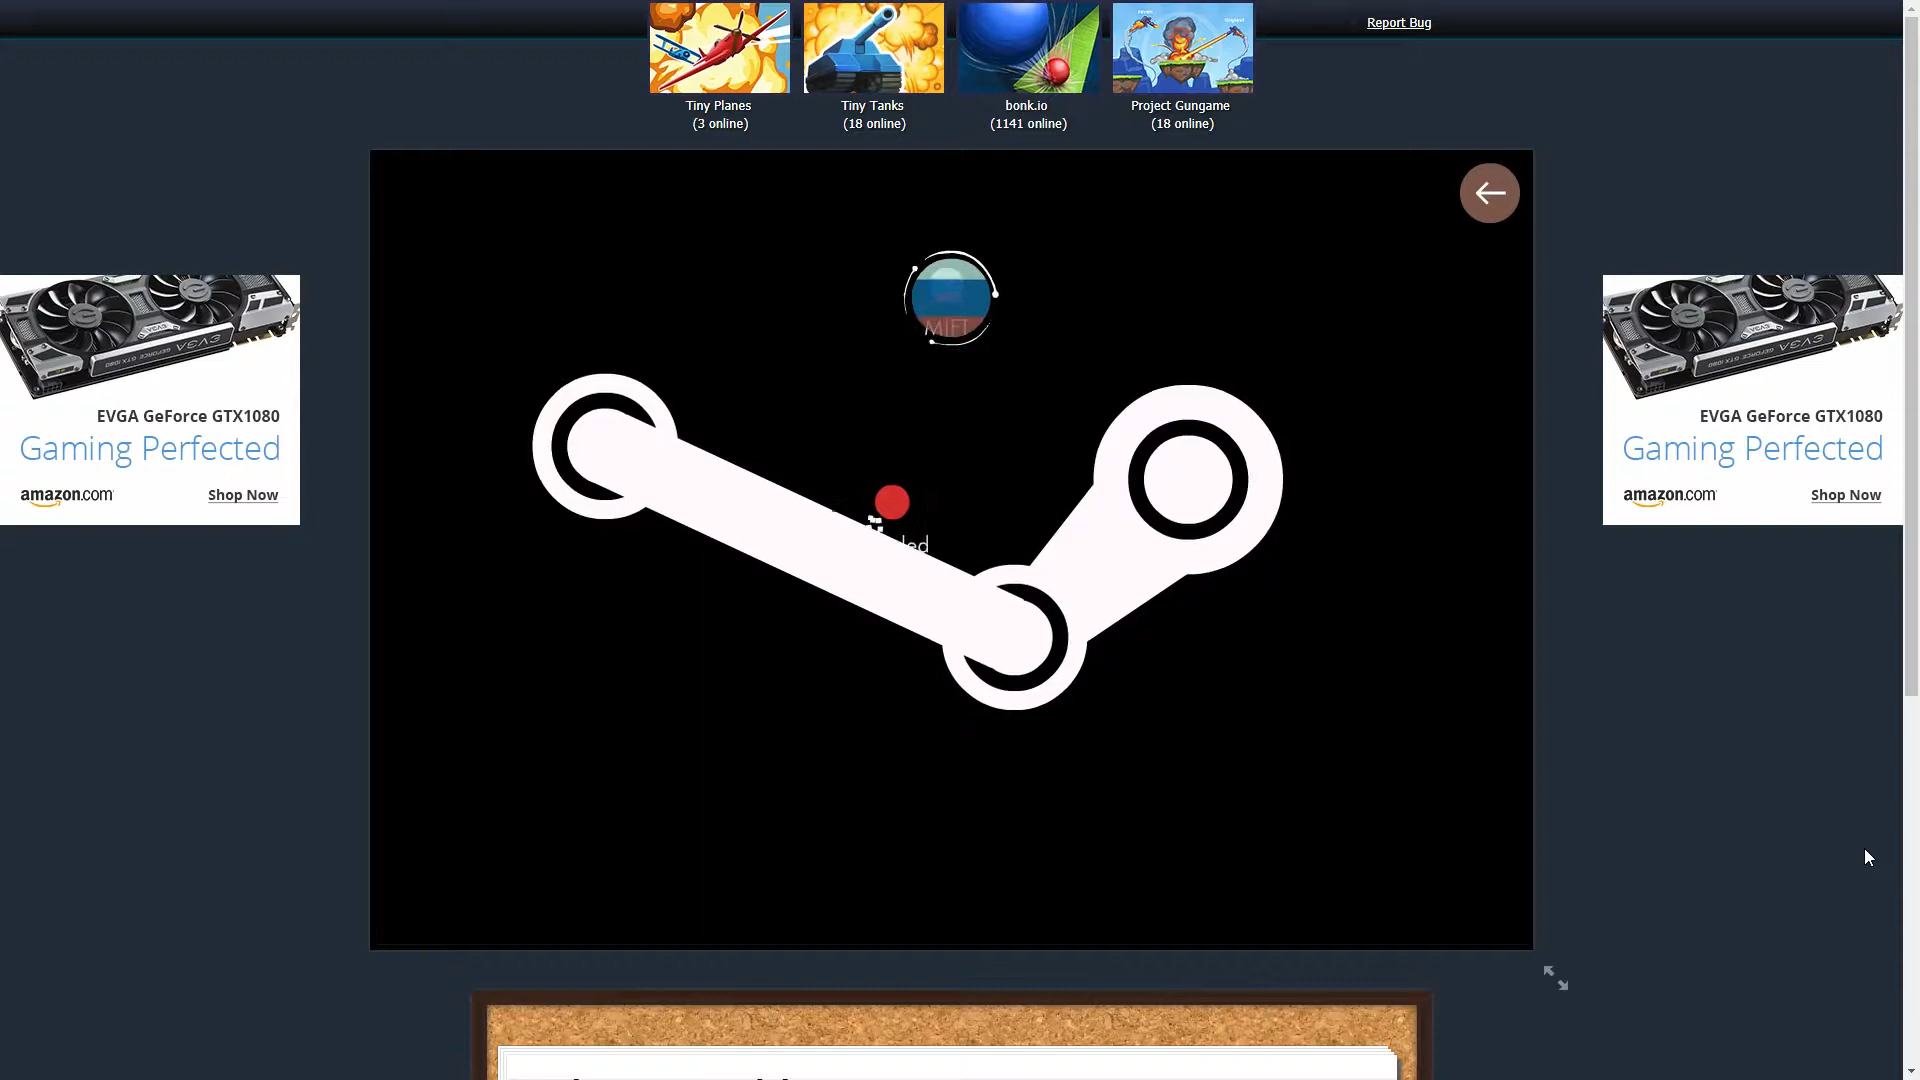 Report Bug
Tiny Planes
(3 online)
Tiny Tanks
(18 online)
bonk.io
(1141 online)
Project Gungame
(18 online)
EVGA GeForce GTX1080
Gaming Perfected
amazon.com
Shop Now
EVGA GeForce GTX1080
Gaming Perfected
amazon.com
Shop Now